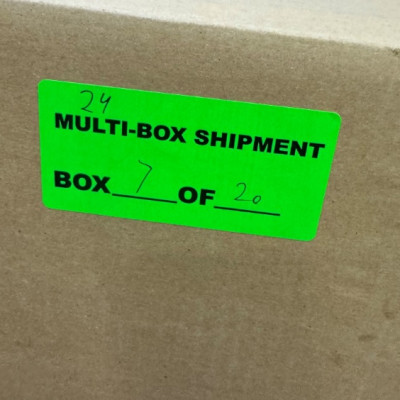 24
MULTI-BOX SHIPMENT
BOX 7 OF 20